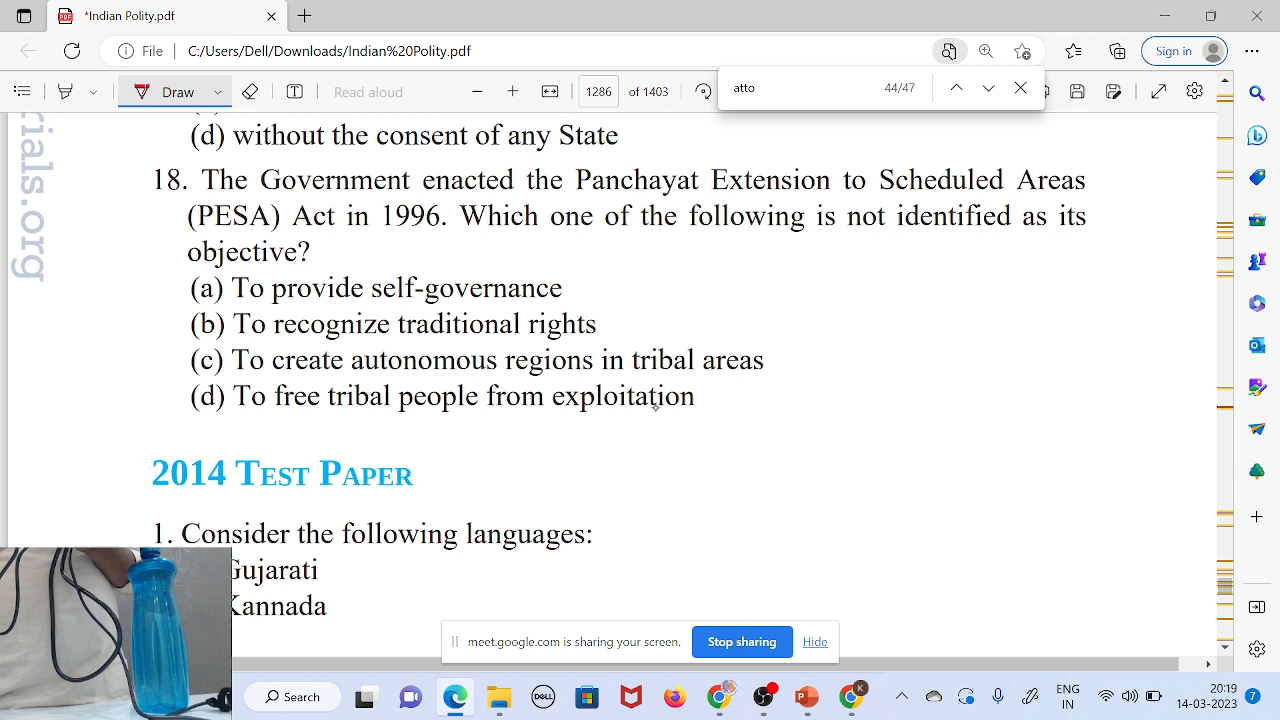 *Indian Polity.pdf
File C:/Users/Dell/Downloads/Indian%20Polity.pdf
Sign in
Draw
Read aloud
1286 of 1403
atto 44/47
rials.org
(d) without the consent of any State
18. The Government enacted the Panchayat Extension to Scheduled Areas
(PESA) Act in 1996. Which one of the following is not identified as its
objective?
(a) To provide self-governance
(b) To recognize traditional rights
(c) To create autonomous regions in tribal areas
(d) To free tribal people from exploitation
2014 TEST PAPER
1. Consider the following languages:
Gujarati
Kannada
meet.google.com is sharing your screen. Stop sharing Hide
Search
DELL
ENG
IN
20:19
14-03-2023
7